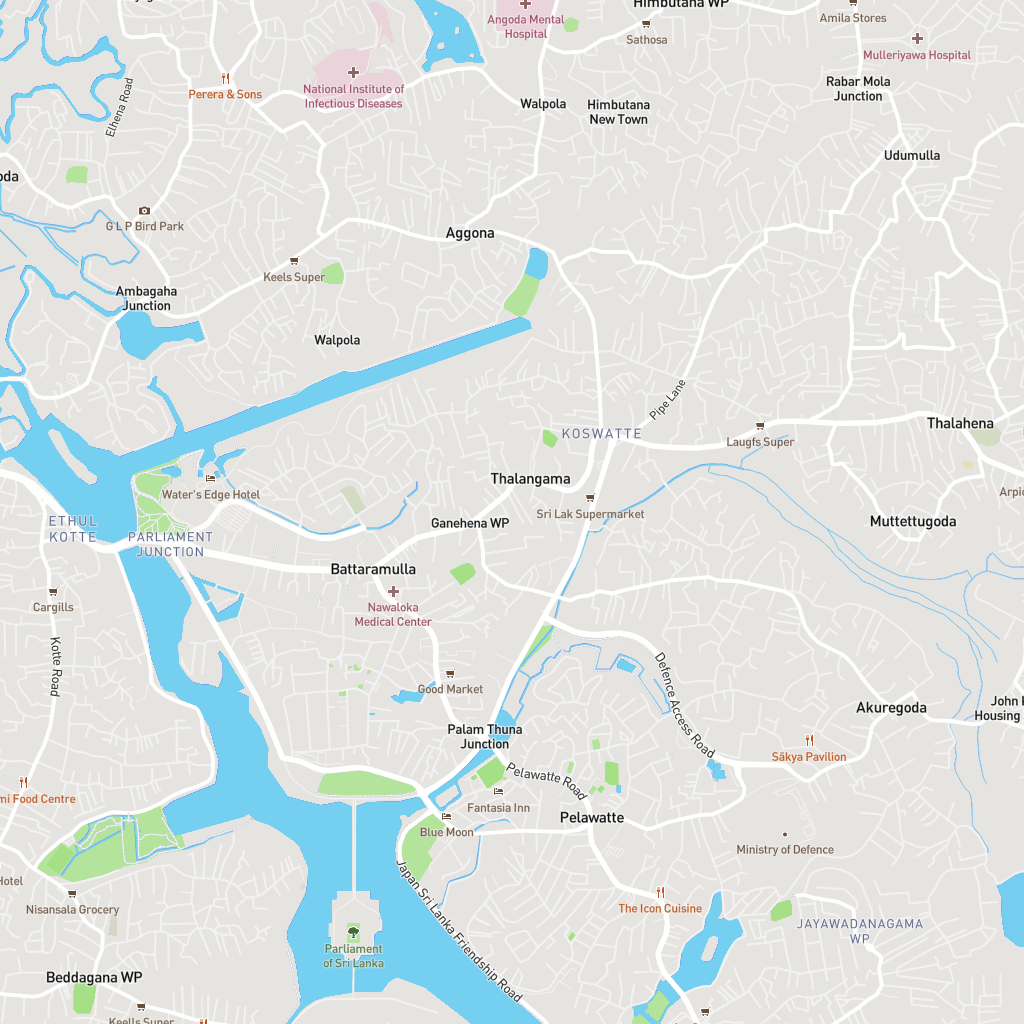 Himbutana WP
Angoda Mental
Hospital
Sathosa
Amila Stores
Mulleriyawa Hospital
Perera & Sons
National Institute of
Infectious Diseases
Elhena Road
Walpola
Himbutana
New Town
Rabar Mola
Junction
Udumulla
oda
G L P Bird Park
Aggona
Keels Super
Ambagaha
Junction
Walpola
Pipe Lane
KOSWATTE
Laugfs Super
Thalahena
Thalangama
Water's Edge Hotel
Sri Lak Supermarket
Arpic
ETHUL
KOTTE
PARLIAMENT
JUNCTION
Ganehena WP
Muttettugoda
Battaramulla
Cargills
Nawaloka
Medical Center
Kotte Road
Good Market
Defence Access Road
Akuregoda
John K
Housing
Palam Thuna
Junction
Säkya Pavilion
Pelawatte Road
mi Food Centre
Fantasia Inn
Pelawatte
Blue Moon
Ministry of Defence
Hotel
Japan Sri Lanka Friendship Road
Nisansala Grocery
The Icon Cuisine
JAYAWADANAGAMA
WP
Parliament
of Sri Lanka
Beddagana WP
Keells Super